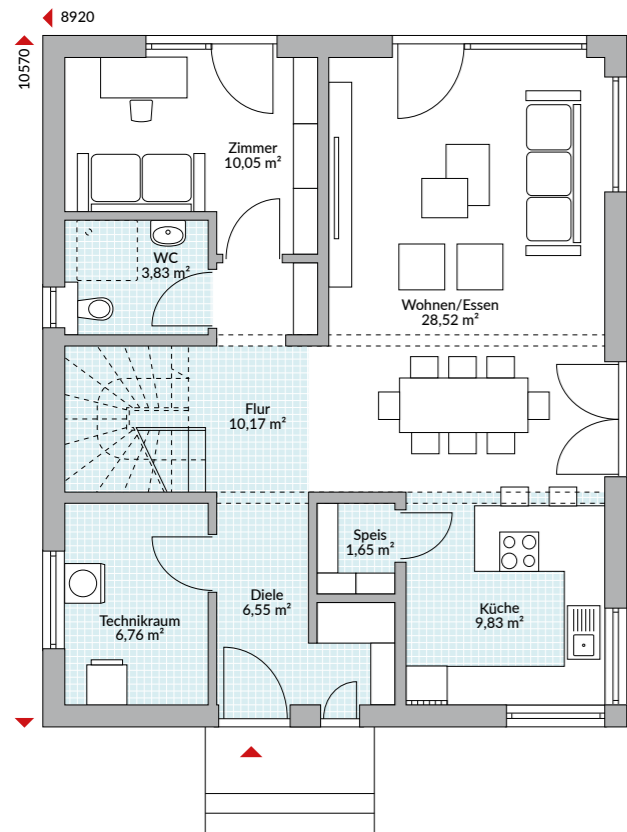 8920
10570
Zimmer
10,05 m²
WC
3,83 m²
Wohnen/Essen
28,52 m²
Flur
10,17 m²
Speis
1,65 m²
Diele
6,55 m²
Küche
9,83 m²
Technikraum
6,76 m²